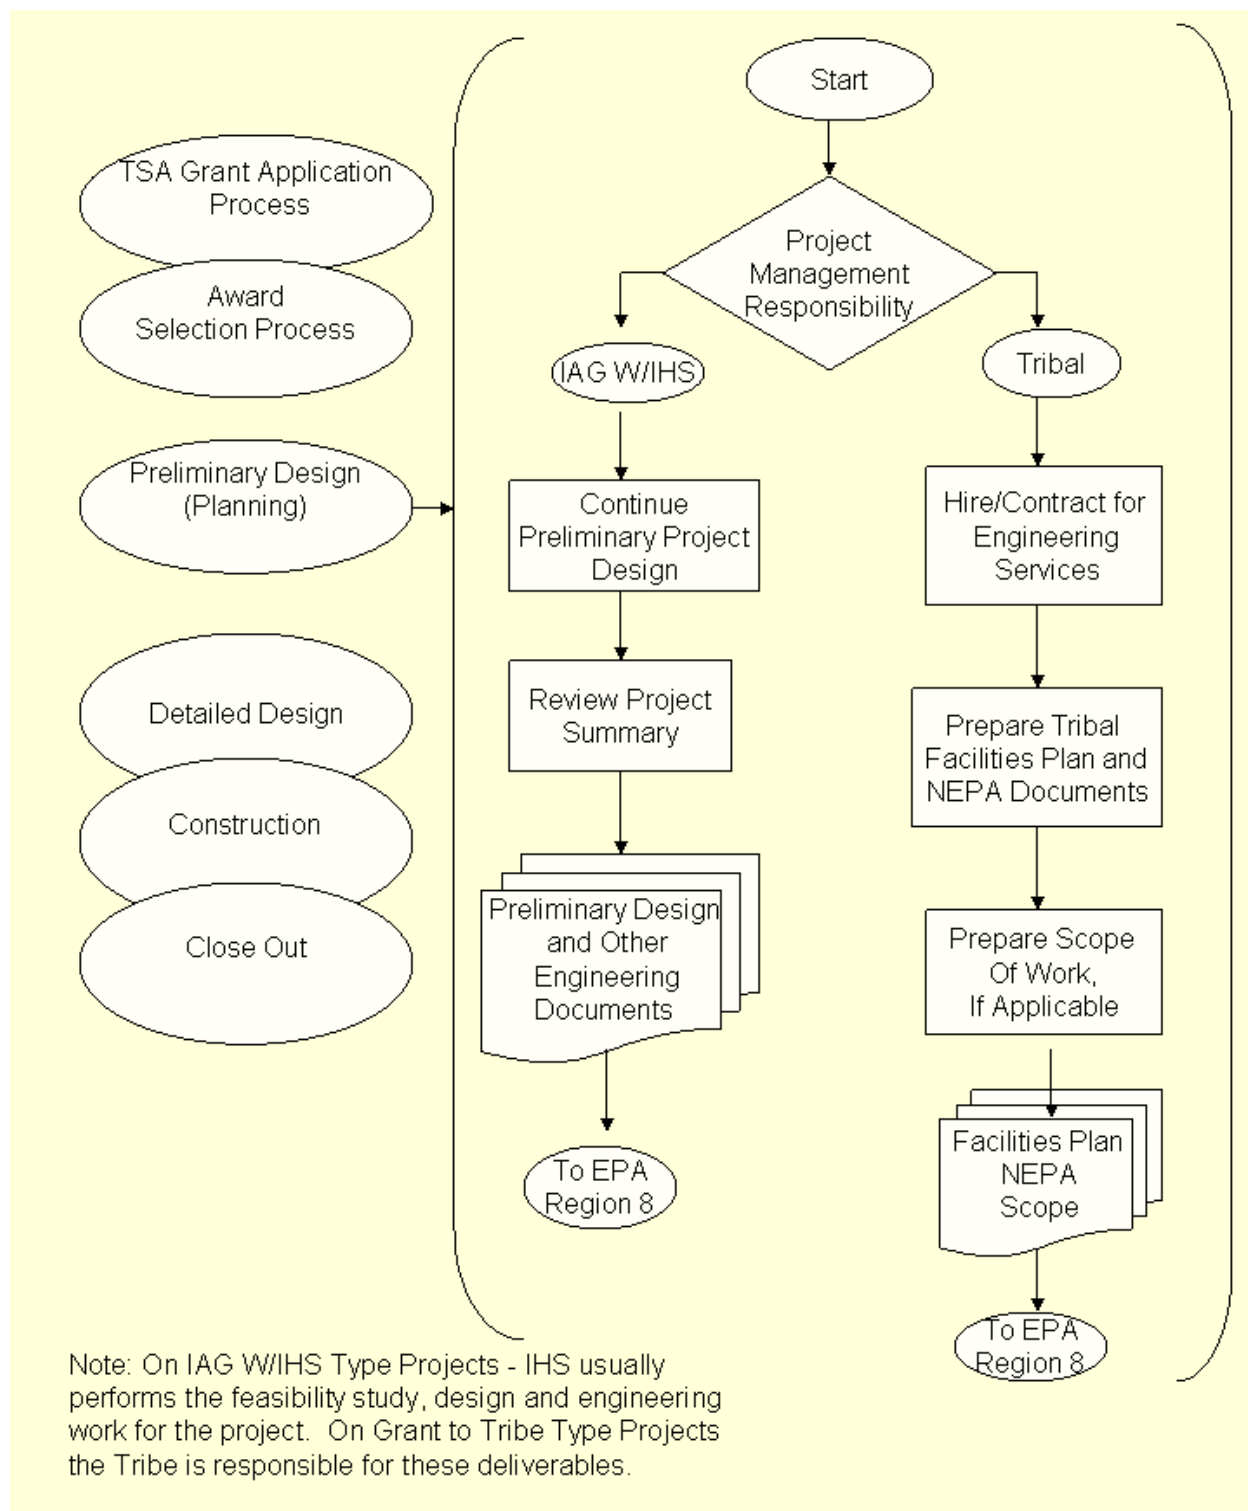 TSA Grant Application
Process
Award
Selection Process
Preliminary Design
(Planning)
Detailed Design
Construction
Close Out
Start
Project
Management
Responsibility
IAG W/IHS
Continue
Preliminary Project
Design
Review Project
Summary
Preliminary Design
and Other
Engineering
Documents
To EPA
Region 8
Tribal
Hire/Contract for
Engineering
Services
Prepare Tribal
Facilities Plan and
NEPA Documents
Prepare Scope
Of Work,
If Applicable
Facilities Plan
NEPA
Scope
To EPA
Region 8
Note: On IAG W/IHS Type Projects - IHS usually
performs the feasibility study, design and engineering
work for the project.  On Grant to Tribe Type Projects
the Tribe is responsible for these deliverables.